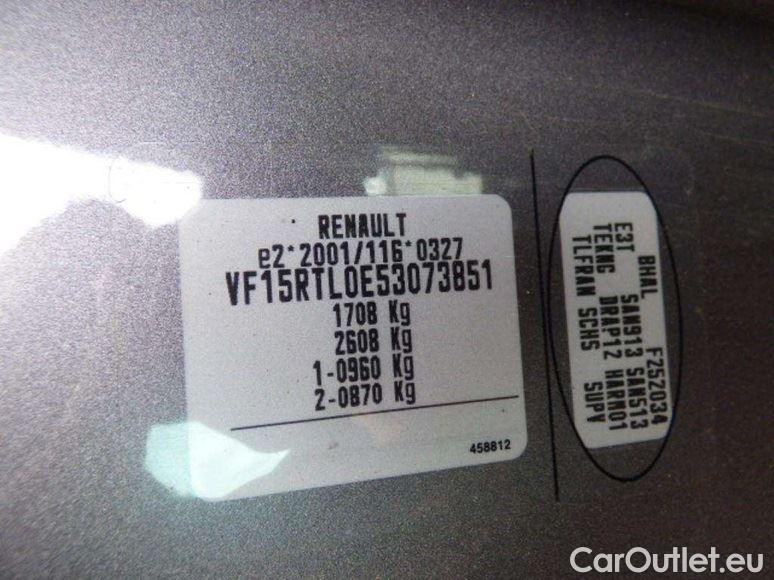 RENAULT
e2*2001/116*0327
VF15RTL0E53073851
1708 Kg
2608 Kg
1-0960 Kg
2-0870 Kg
458812
BHAL FZ5Z034
E3T SAN913 SAN513
TEKNG DRAP12 HARM01
TLFRAN SCHS SUPV
CarOutlet.eu